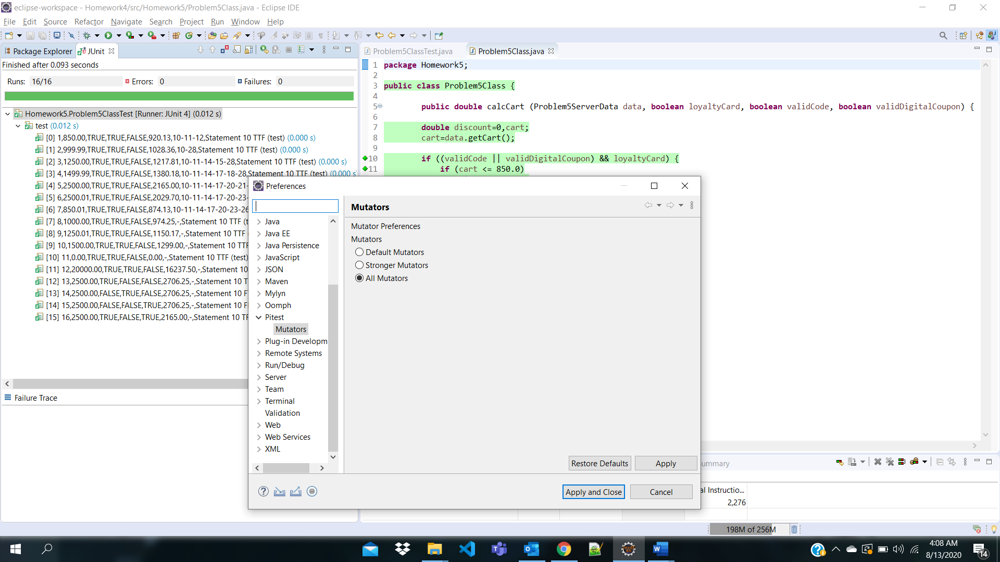 eclipse-workspace - Homework4/src/Homework5/Problem5Class.java - Eclipse IDE
File Edit Source Refactor Navigate Search Project Run Window Help
Package Explorer JUnit
Finished after 0.093 seconds
Runs: 16/16 Errors: 0 Failures: 0
Homework5.Problem5ClassTest [Runner: JUnit 4] (0.012 s)
test (0.012 s)
[0] 1,850.00,TRUE,TRUE,FALSE,920.13,10-11-12,Statement 10 TTF (test) (0.000 s)
[1] 2,999.99,TRUE,TRUE,FALSE,1028.36,10-28,Statement 10 TTF (test) (0.000 s)
[2] 3,1250.00,TRUE,TRUE,FALSE,1217.81,10-11-14-15-28,Statement 10 TTF (test) (0.000 s)
[3] 4,1499.99,TRUE,TRUE,FALSE,1380.18,10-11-14-17-18-28,Statement 10 TTF (test) (0.000 s
[4] 5,2500.00,TRUE,TRUE,FALSE,2165.00,10-11-14-17-20-21-
[5] 6,2500.01,TRUE,TRUE,FALSE,2029.70,10-11-14-17-20-23-
[6] 7,850.01,TRUE,TRUE,FALSE,874.13,10-11-14-17-20-23-26
[7] 8,1000.00,TRUE,TRUE,FALSE,974.25,-,Statement 10 TTF (t
[8] 9,1250.01,TRUE,TRUE,FALSE,1150.17,-,Statement 10 TTF
[9] 10,1500.00,TRUE,TRUE,FALSE,1299.00,-,Statement 10 TTF
[10] 11,0.00,TRUE,TRUE,FALSE,0.00,-,Statement 10 TTF (test)
[11] 12,20000.00,TRUE,TRUE,FALSE,16237.50,-,Statement 10
[12] 13,2500.00,TRUE,FALSE,FALSE,2706.25,-,Statement 10 T
[13] 14,2500.00,FALSE,TRUE,FALSE,2706.25,-,Statement 10 F
[14] 15,2500.00,FALSE,FALSE,TRUE,2706.25,-,Statement 10 F
[15] 16,2500.00,TRUE,FALSE,TRUE,2165.00,-,Statement 10 TF
Failure Trace
Problem5ClassTest.java Problem5Class.java
1 package Homework5;
2
3 public class Problem5Class {
4
5 public double calcCart (Problem5ServerData data, boolean loyaltyCard, boolean validCode, boolean validDigitalCoupon) {
6
7 double discount=0,cart;
8 cart=data.getCart();
9
10 if ((validCode || validDigitalCoupon) && loyaltyCard) {
11 if (cart <= 850.0)
Preferences
Java
Java EE
Java Persistence
JavaScript
JSON
Maven
Mylyn
Oomph
Pitest
Mutators
Plug-in Developm
Remote Systems
Run/Debug
Server
Team
Terminal
Validation
Web
Web Services
XML
Mutators
Mutator Preferences
Mutators
Default Mutators
Stronger Mutators
All Mutators
Restore Defaults Apply
Apply and Close Cancel
ummary
al Instructio...
2,276
198M of 256M
4:08 AM
8/13/2020
14